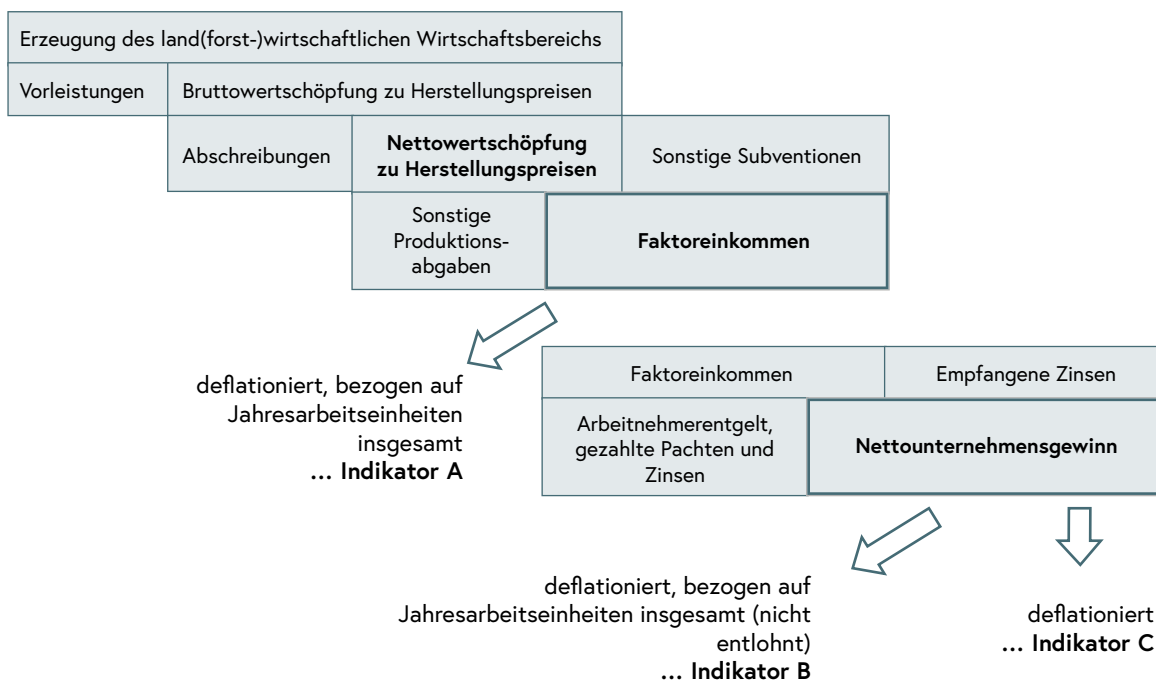 Erzeugung des land(forst-)wirtschaftlichen Wirtschaftsbereichs
Vorleistungen
Bruttowertschöpfung zu Herstellungspreisen
Abschreibungen
Nettowertschöpfung
zu Herstellungspreisen
Sonstige Subventionen
Sonstige
Produktions-
abgaben
Faktoreinkommen
deflationiert, bezogen auf
Jahresarbeitseinheiten
insgesamt
... Indikator A
Faktoreinkommen
Empfangene Zinsen
Arbeitnehmerentgelt,
gezahlte Pachten und
Zinsen
Nettounternehmensgewinn
deflationiert, bezogen auf
Jahresarbeitseinheiten insgesamt (nicht
entlohnt)
... Indikator B
deflationiert
... Indikator C